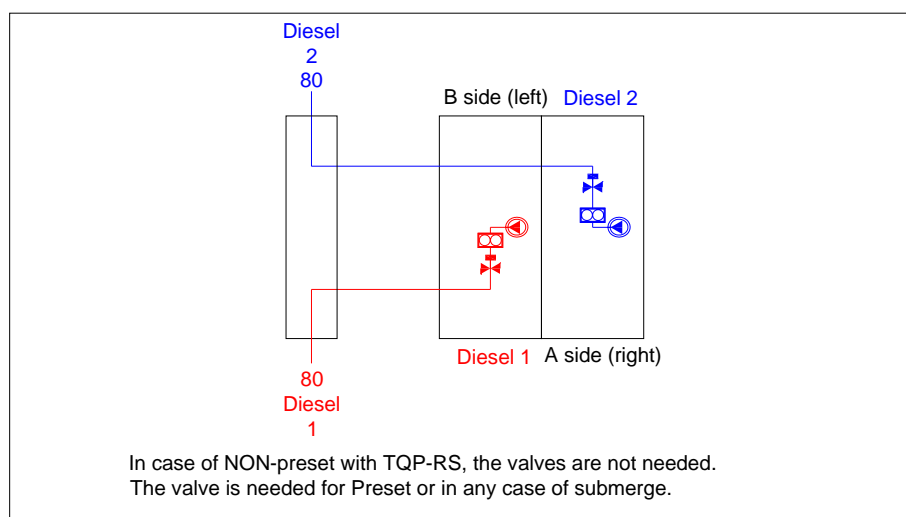 Diesel
2
80
B side (left)
Diesel 2
Diesel 1
A side (right)
80
Diesel
1
In case of NON-preset with TQP-RS, the valves are not needed.
The valve is needed for Preset or in any case of submerge.